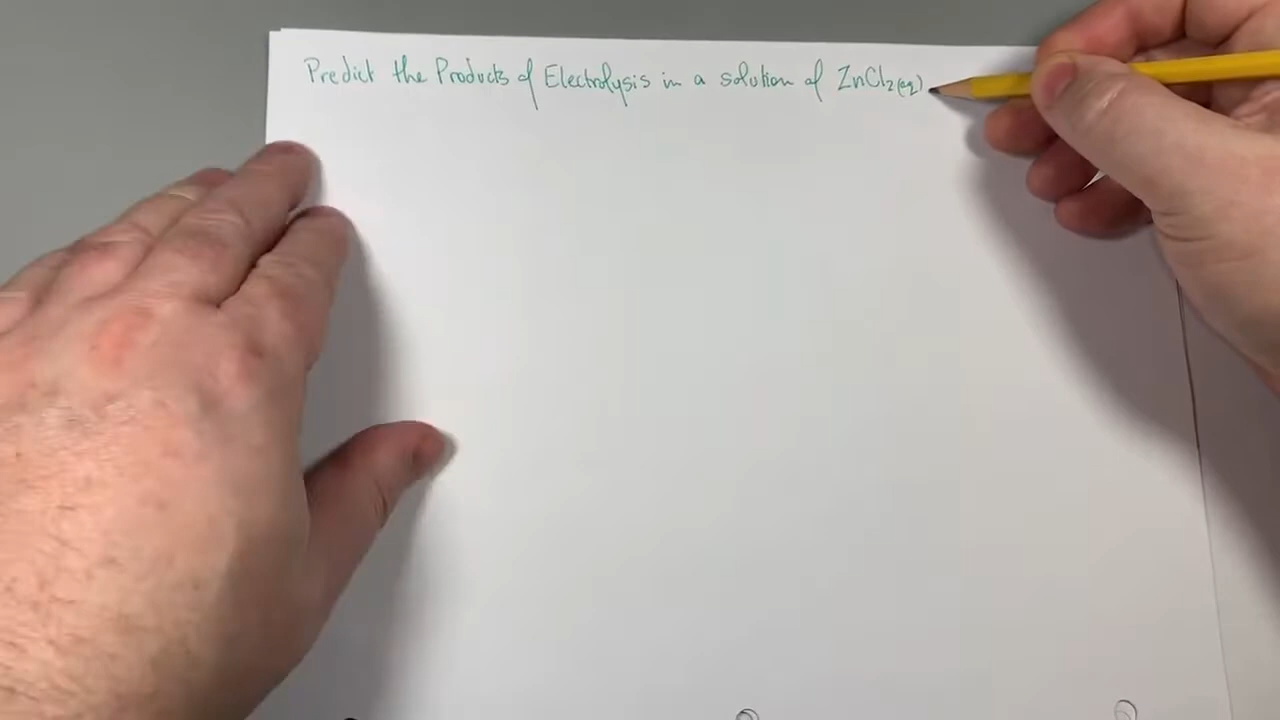 Predict the Products of Electrolysis in a solution of ZnCl₂(aq)